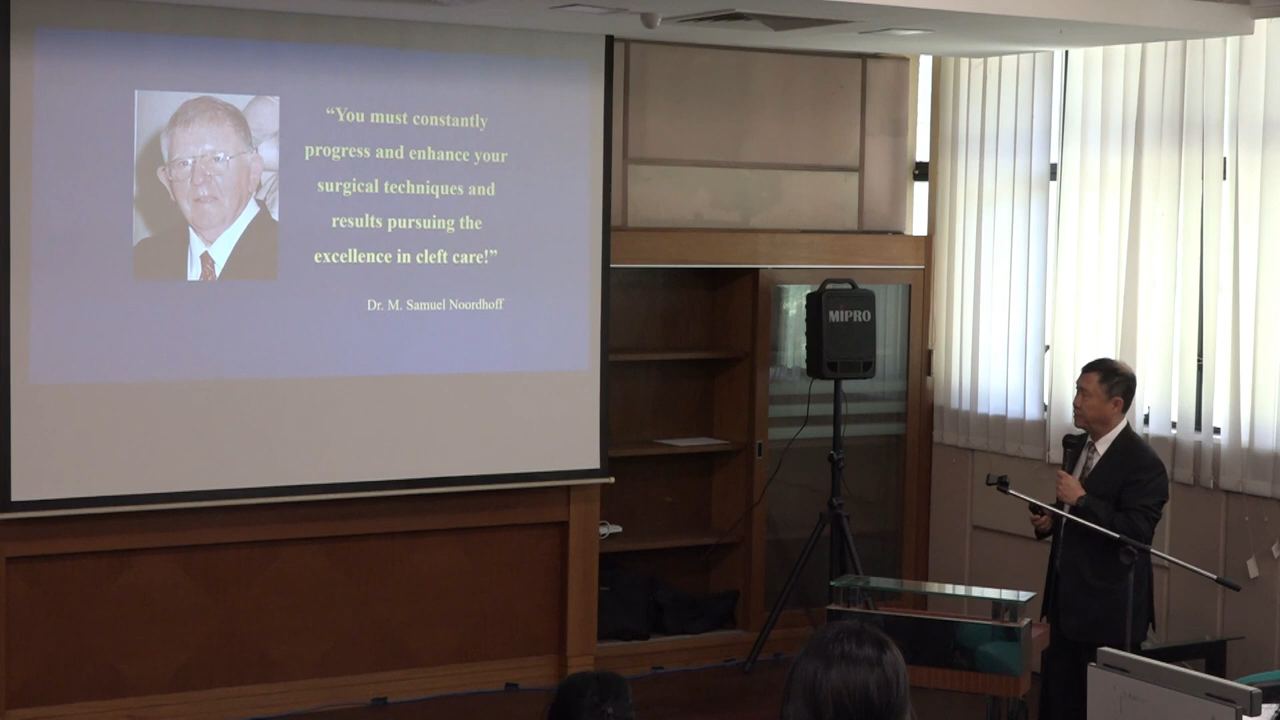 “You must constantly
progress and enhance your
surgical techniques and
results pursuing the
excellence in cleft care!”
Dr. M. Samuel Noordhoff
MIPRO